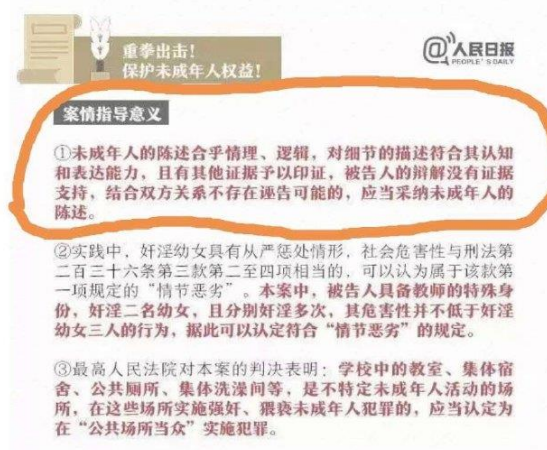 重拳出击!
保护未成年人权益!
@人民日报
PEOPLE'S DAILY
案情指导意义
①未成年人的陈述合乎情理、逻辑，对细节的描述符合其认知
和表达能力，且有其他证据予以印证，被告人的辩解没有证据
支持，结合双方关系不存在诬告可能的，应当采纳未成年人的
陈述。
②实践中，奸淫幼女具有从严惩处情形，社会危害性与刑法第
二百三十六条第三款第二至四项相当的，可以认为属于该款第
一项规定的“情节恶劣”。本案中，被告人具备教师的特殊身
份，奸淫二名幼女，且分别奸淫多次，其危害性并不低于奸淫
幼女三人的行为，据此可以认定符合“情节恶劣”的规定。
③最高人民法院对本案的判决表明：学校中的教室、集体宿
舍、公共厕所、集体洗澡间等，是不特定未成年人活动的场
所，在这些场所实施强奸、猥亵未成年人犯罪的，应当认定为
在“公共场所当众”实施犯罪。